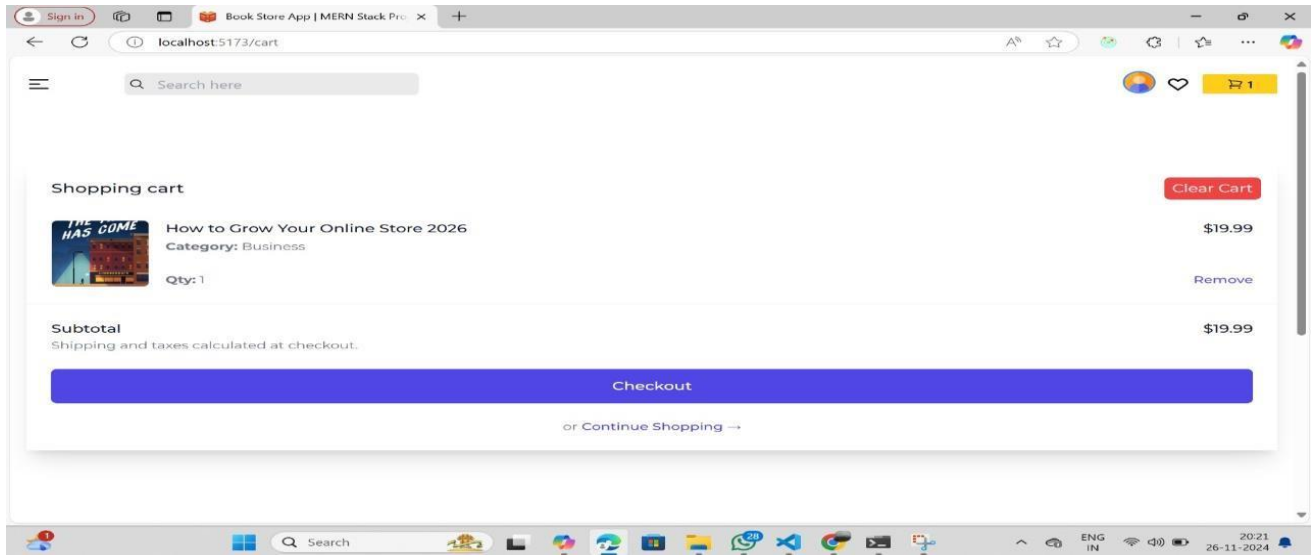 Sign in
Book Store App | MERN Stack Pro
localhost:5173/cart
Search here
1
Shopping cart
Clear Cart
THE
HAS COME
How to Grow Your Online Store 2026
$19.99
Category: Business
Qty: 1
Remove
Subtotal
$19.99
Shipping and taxes calculated at checkout.
Checkout
or Continue Shopping →
Search
28
ENG
IN
20:21
26-11-2024